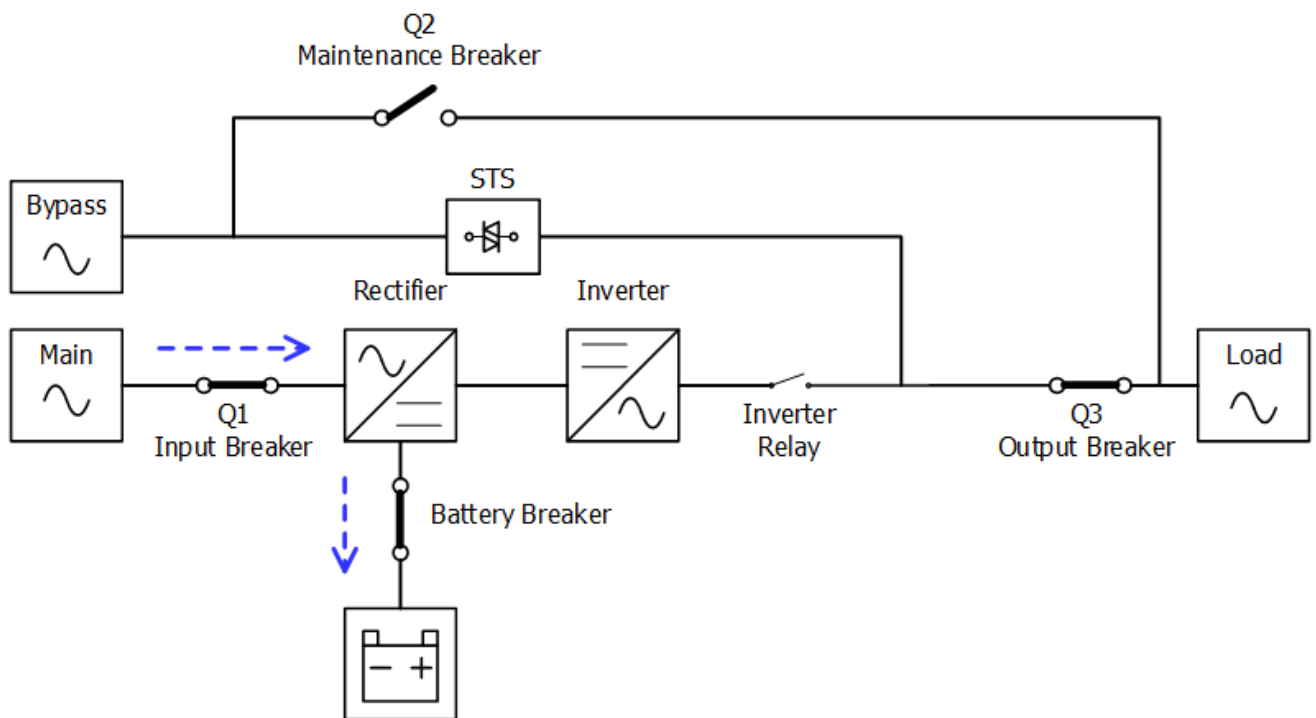 Q2
Maintenance Breaker
STS
Bypass
Rectifier
Inverter
Main
Load
Q1
Input Breaker
Inverter
Relay
Q3
Output Breaker
Battery Breaker